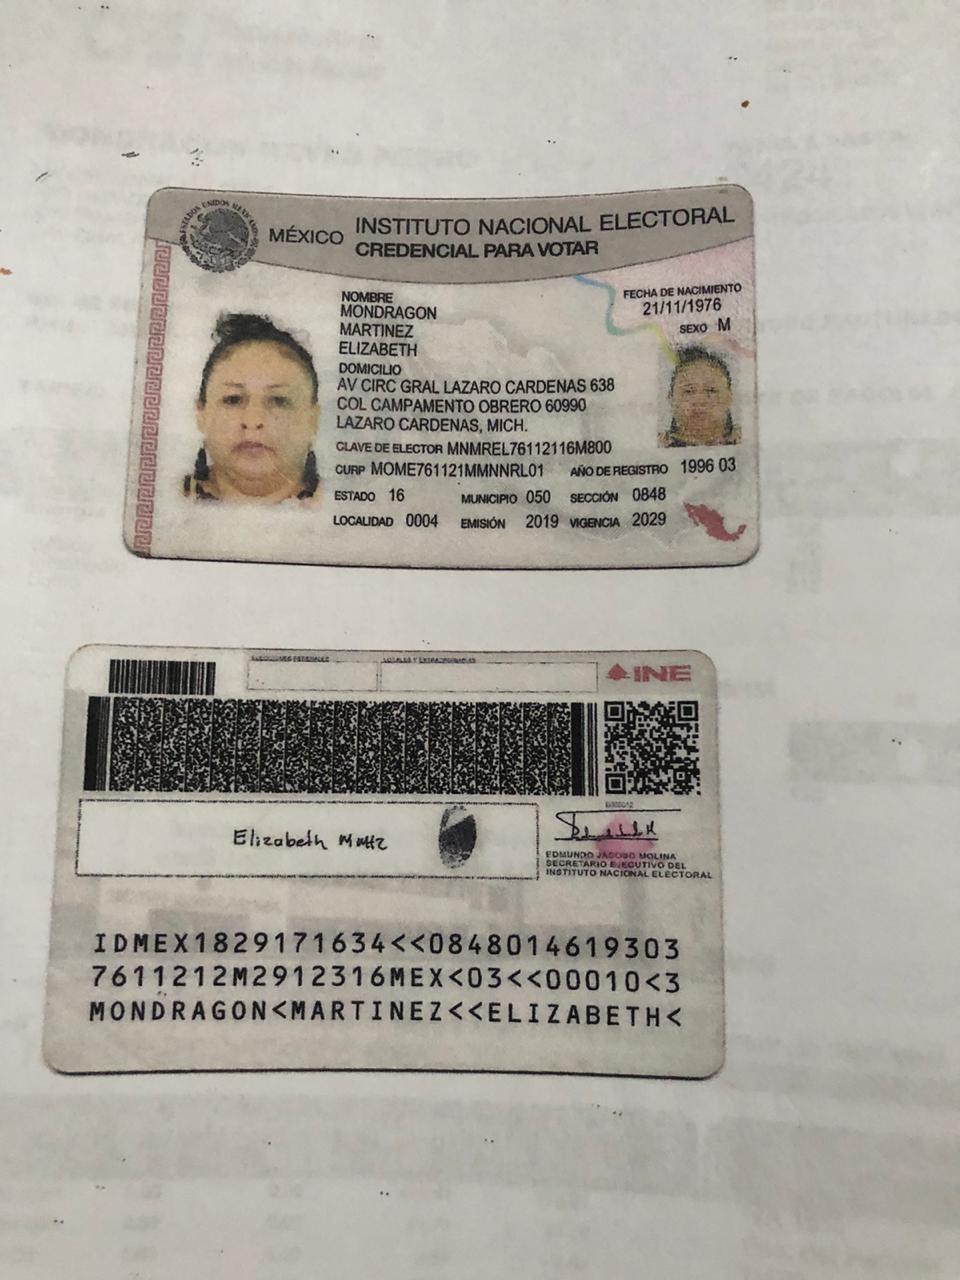 ESTADOS UNIDOS MEXICANOS
MÉXICO INSTITUTO NACIONAL ELECTORAL
CREDENCIAL PARA VOTAR
NOMBRE
MONDRAGON
MARTINEZ
ELIZABETH
FECHA DE NACIMIENTO
21/11/1976
SEXO M
DOMICILIO
AV CIRC GRAL LAZARO CARDENAS 638
COL CAMPAMENTO OBRERO 60990
LAZARO CARDENAS, MICH.
CLAVE DE ELECTOR MNMREL76112116M800
CURP MOME761121MMNNRL01 AÑO DE REGISTRO 1996 03
ESTADO 16 MUNICIPIO 050 SECCIÓN 0848
LOCALIDAD 0004 EMISIÓN 2019 VIGENCIA 2029
ELECCIONES FEDERALES LOCALES Y EXTRAORDINARIAS
INE
Elizabeth
EDMUNDO JACOBO MOLINA
SECRETARIO EJECUTIVO DEL
INSTITUTO NACIONAL ELECTORAL
IDMEX1829171634<<0848014619303
7611212M2912316MEX<03<<00010<3
MONDRAGON<MARTINEZ<<ELIZABETH<